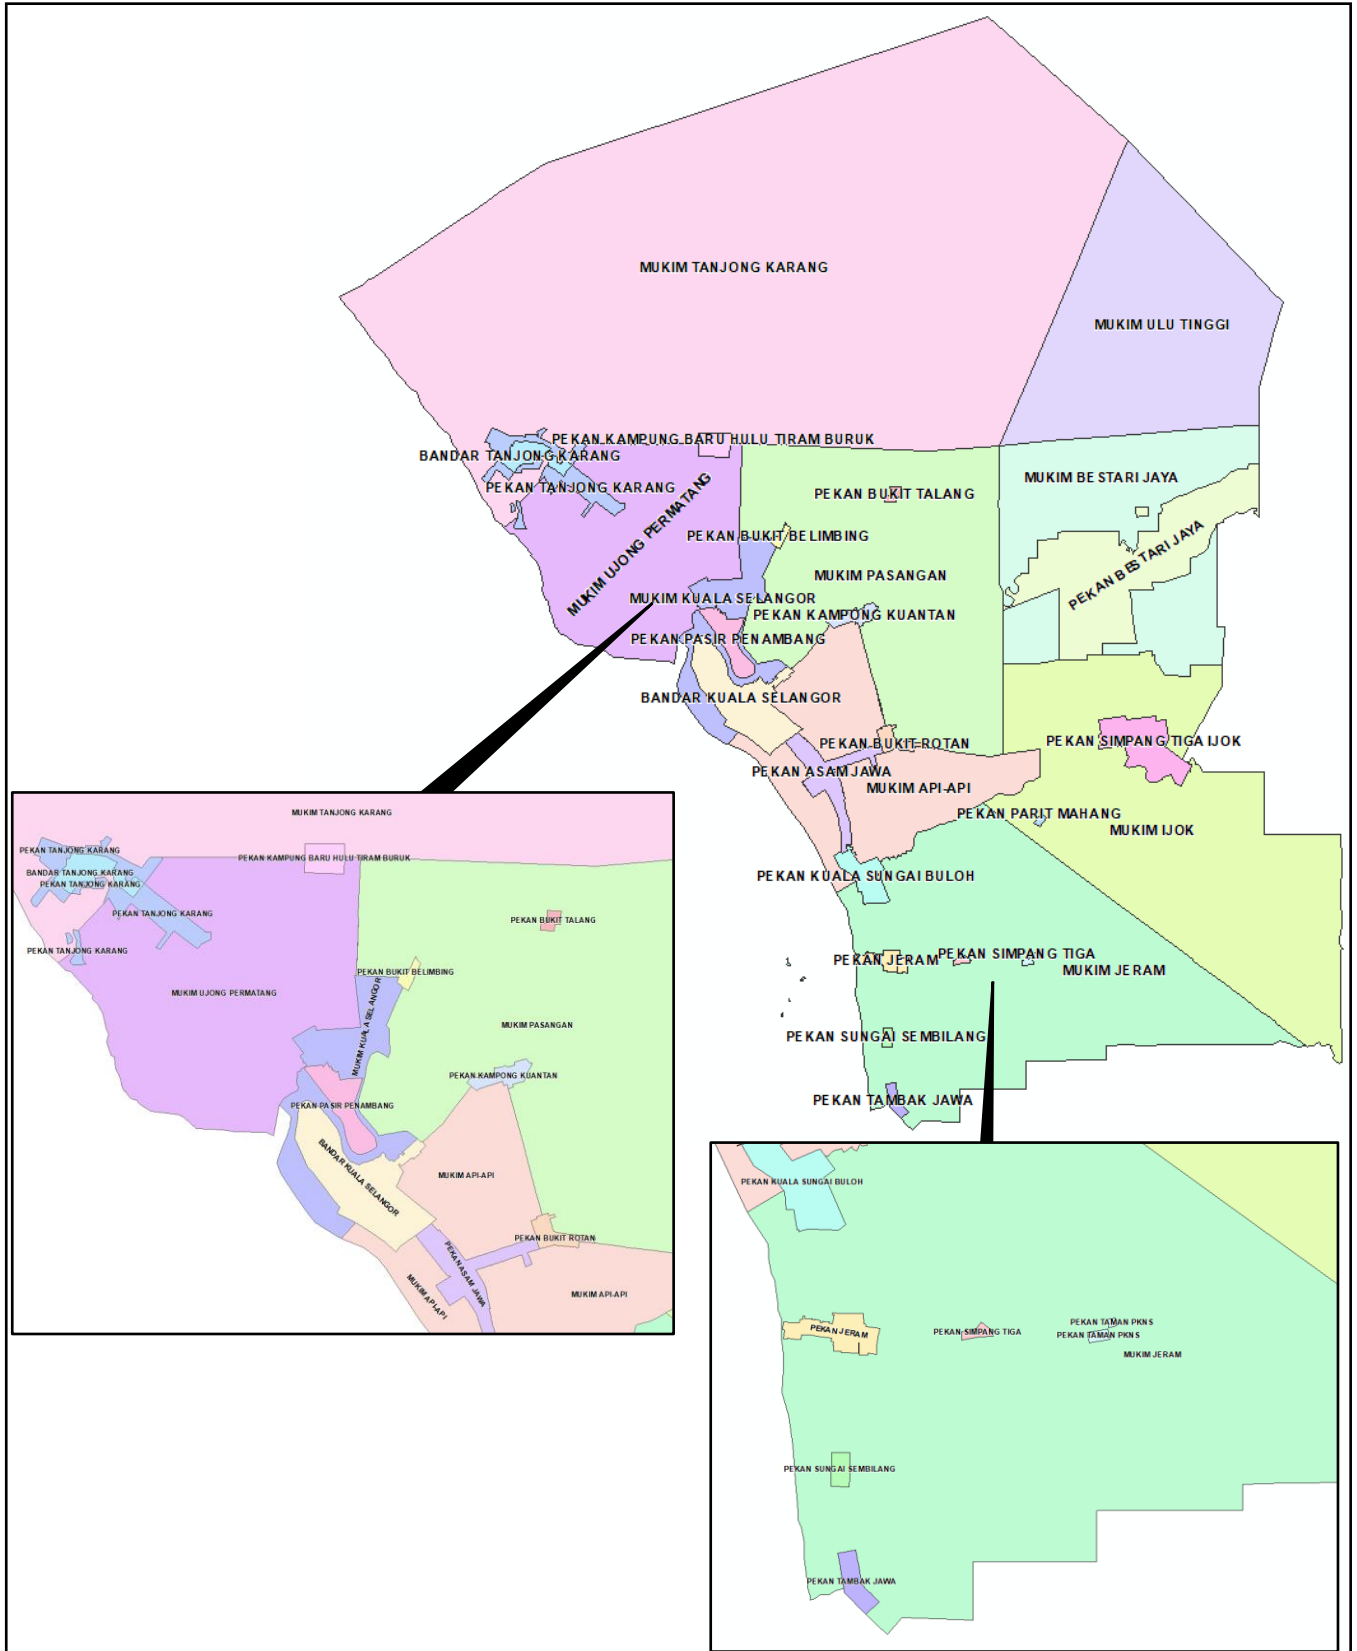 MUKIM TANJONG KARANG
MUKIM ULU TINGGI
PEKAN KAMPUNG BARU HULU TIRAM BURUK
BANDAR TANJONG KARANG
PEKAN TANJONG KARANG
MUKIM UJONG PERMATANG
PEKAN BUKIT TALANG
MUKIM BESTARI JAYA
PEKAN BESTARI JAYA
PEKAN BUKIT BELIMBING
MUKIM PASANGAN
MUKIM KUALA SELANGOR
PEKAN KAMPONG KUANTAN
PEKAN PASIR PENAMBANG
BANDAR KUALA SELANGOR
PEKAN BUKIT ROTAN
PEKAN SIMPANG TIGA IJOK
PEKAN ASAM JAWA
MUKIM API-API
PEKAN PARIT MAHANG
MUKIM IJOK
PEKAN KUALA SUNGAI BULOH
PEKAN JERAM
PEKAN SIMPANG TIGA
MUKIM JERAM
PEKAN SUNGAI SEMBILANG
PEKAN TAMBAK JAWA
MUKIM TANJONG KARANG
PEKAN TANJONG KARANG
PEKAN KAMPUNG BARU HULU TIRAM BURUK
BANDAR TANJONG KARANG
PEKAN TANJONG KARANG
PEKAN TANJONG KARANG
PEKAN BUKIT TALANG
PEKAN TANJONG KARANG
PEKAN BUKIT BELIMBING
MUKIM UJONG PERMATANG
MUKIM KUALA SELANGOR
MUKIM PASANGAN
PEKAN KAMPONG KUANTAN
PEKAN PASIR PENAMBANG
BANDAR KUALA SELANGOR
MUKIM API-API
PEKAN BUKIT ROTAN
PEKAN ASAM JAWA
MUKIM API-API
MUKIM API-API
PEKAN KUALA SUNGAI BULOH
PEKAN JERAM
PEKAN SIMPANG TIGA
PEKAN TAMAN PKNS
PEKAN TAMAN PKNS
MUKIM JERAM
PEKAN SUNGAI SEMBILANG
PEKAN TAMBAK JAWA